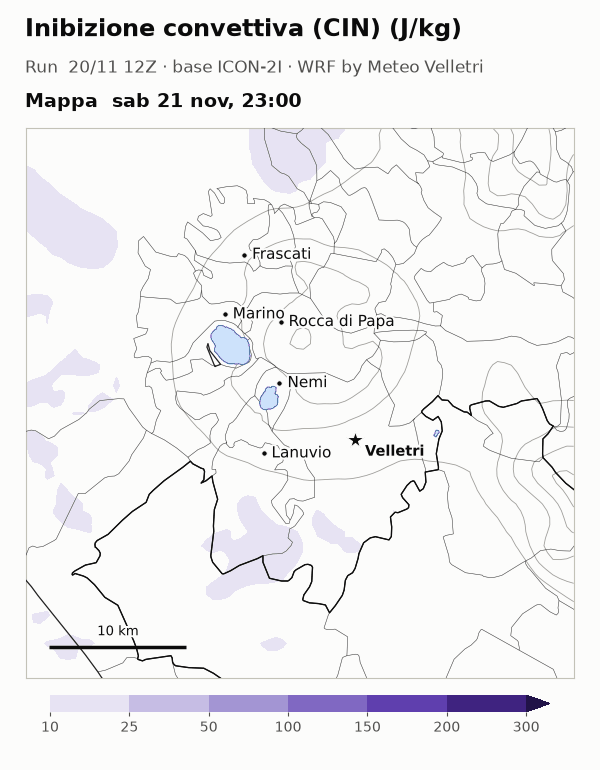 Inibizione convettiva (CIN) (J/kg)
Run  20/11 12Z · base ICON-2I · WRF by Meteo Velletri
Mappa  sab 21 nov, 23:00
Frascati
Marino
Rocca di Papa
Nemi
Velletri
Lanuvio
10 km
10 25 50 100 150 200 300